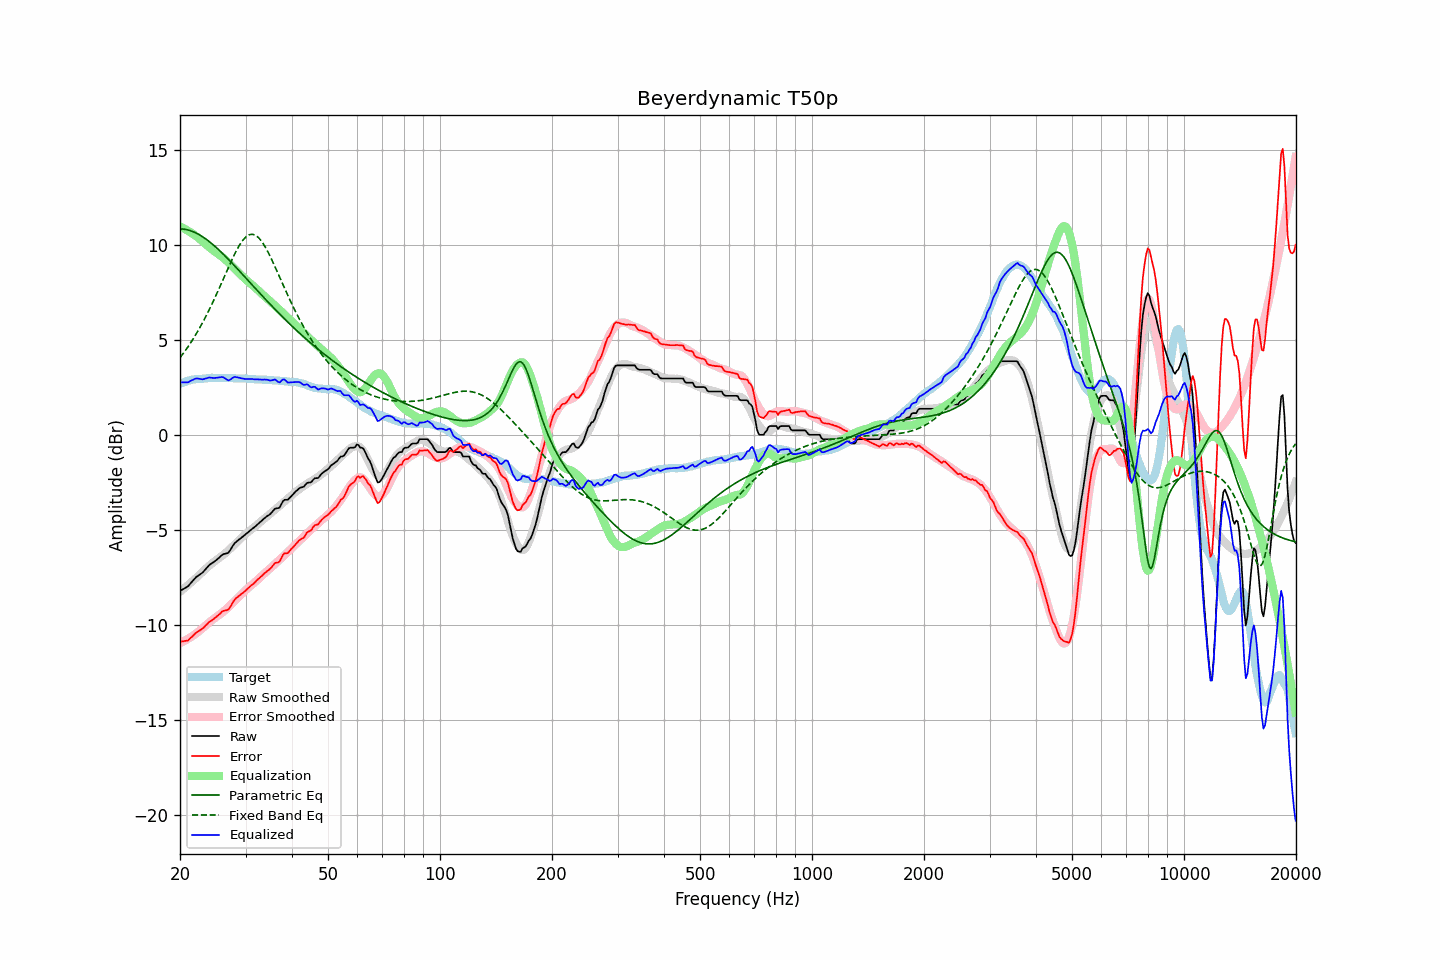 Beyerdynamic T50p
Amplitude (dBr)
15
10
5
0
−5
−10
−15
−20
Target
Raw Smoothed
Error Smoothed
Raw
Error
Equalization
Parametric Eq
Fixed Band Eq
Equalized
20 50 100 200 500 1000 2000 5000 10000 20000
Frequency (Hz)